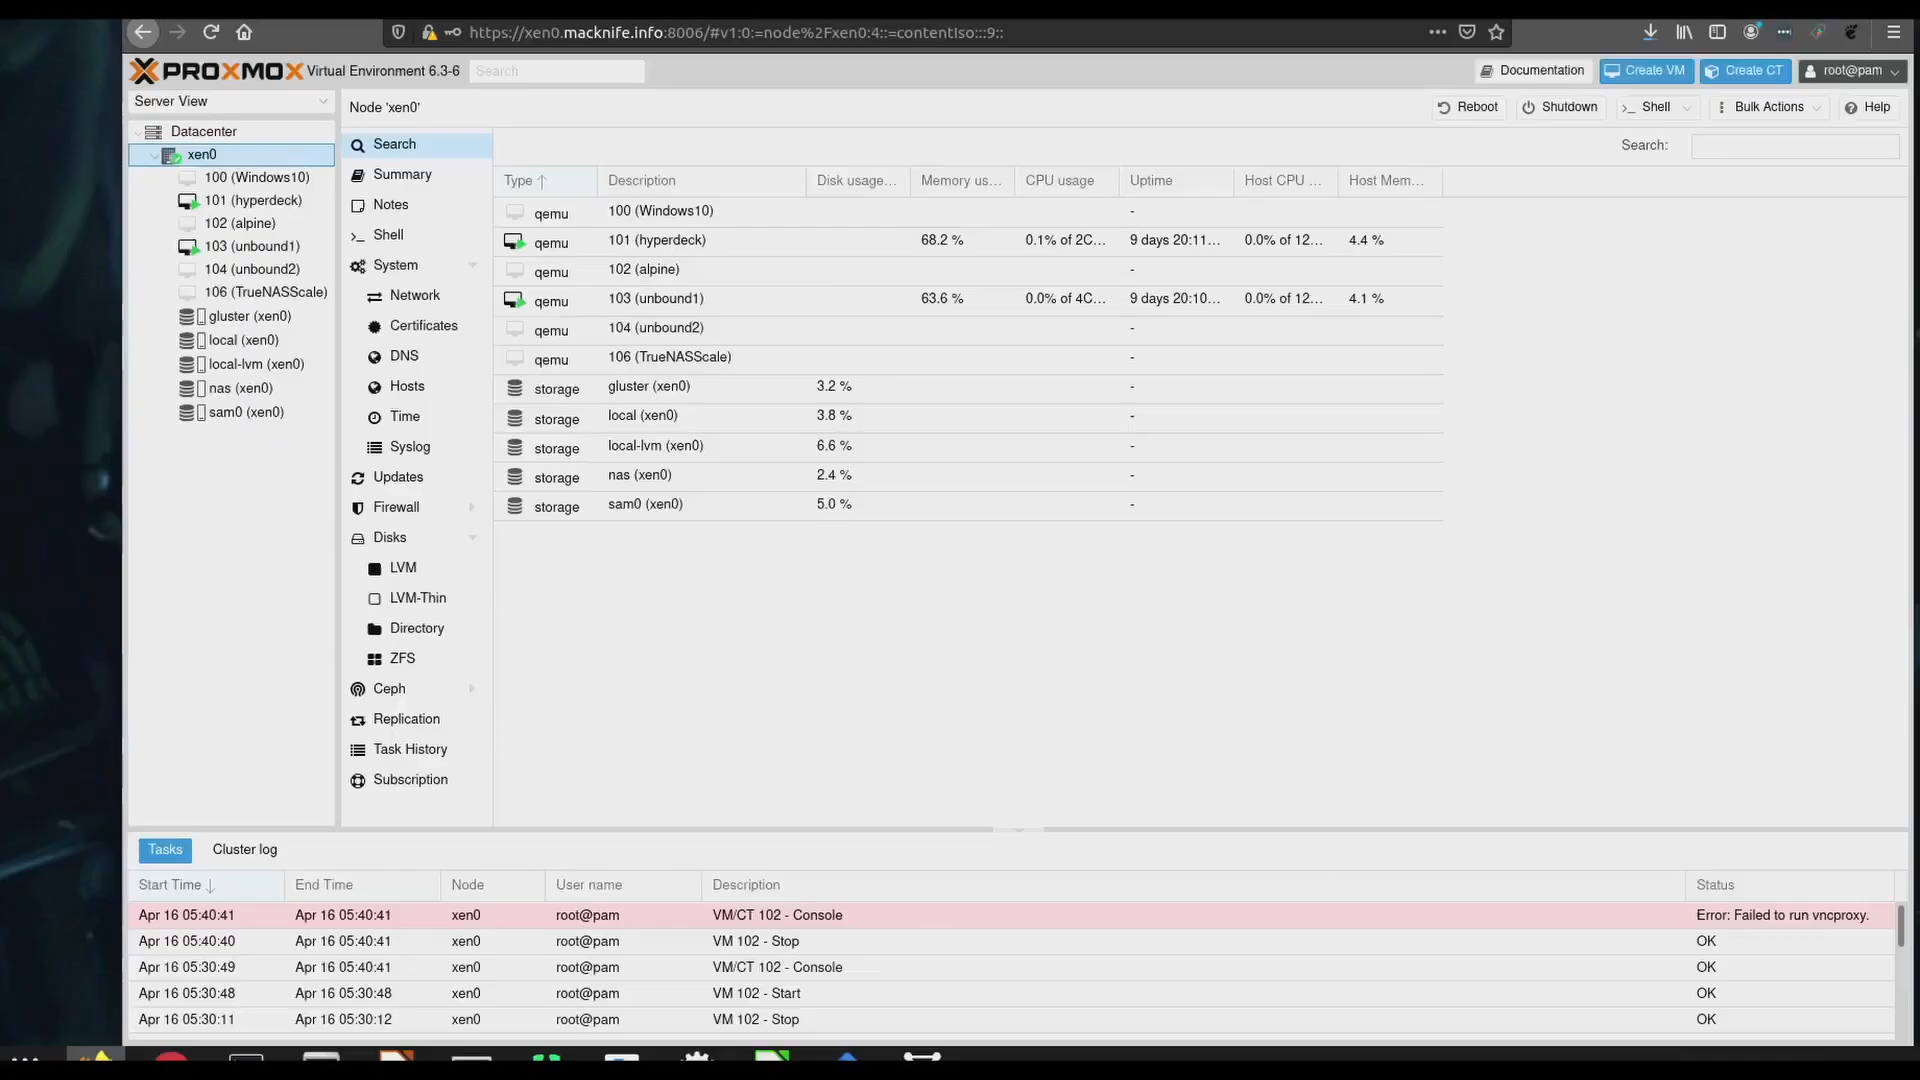 https://xen0.macknife.info:8006/#v1:0:=node%2Fxen0:4::=contentIso:::9::
PROXMOX Virtual Environment 6.3-6 Search Documentation Create VM Create CT root@pam
Server View
Node 'xen0' Reboot Shutdown Shell Bulk Actions Help
Datacenter
xen0
100 (Windows10)
101 (hyperdeck)
102 (alpine)
103 (unbound1)
104 (unbound2)
106 (TrueNASScale)
gluster (xen0)
local (xen0)
local-lvm (xen0)
nas (xen0)
sam0 (xen0)
Search
Summary
Notes
Shell
System
Network
Certificates
DNS
Hosts
Time
Syslog
Updates
Firewall
Disks
LVM
LVM-Thin
Directory
ZFS
Ceph
Replication
Task History
Subscription
Search:
Type Description Disk usage... Memory us... CPU usage Uptime Host CPU ... Host Mem...
qemu 100 (Windows10) -
qemu 101 (hyperdeck) 68.2 % 0.1% of 2C... 9 days 20:11... 0.0% of 12... 4.4 %
qemu 102 (alpine) -
qemu 103 (unbound1) 63.6 % 0.0% of 4C... 9 days 20:10... 0.0% of 12... 4.1 %
qemu 104 (unbound2) -
qemu 106 (TrueNASScale) -
storage gluster (xen0) 3.2 % -
storage local (xen0) 3.8 % -
storage local-lvm (xen0) 6.6 % -
storage nas (xen0) 2.4 % -
storage sam0 (xen0) 5.0 % -
Tasks Cluster log
Start Time End Time Node User name Description Status
Apr 16 05:40:41 Apr 16 05:40:41 xen0 root@pam VM/CT 102 - Console Error: Failed to run vncproxy.
Apr 16 05:40:40 Apr 16 05:40:41 xen0 root@pam VM 102 - Stop OK
Apr 16 05:30:49 Apr 16 05:40:41 xen0 root@pam VM/CT 102 - Console OK
Apr 16 05:30:48 Apr 16 05:30:48 xen0 root@pam VM 102 - Start OK
Apr 16 05:30:11 Apr 16 05:30:12 xen0 root@pam VM 102 - Stop OK